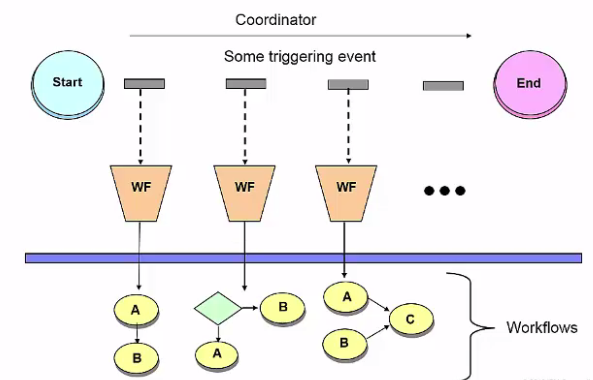 Coordinator
Some triggering event
Start
End
WF
WF
WF
A
B
B
A
A
B
C
Workflows